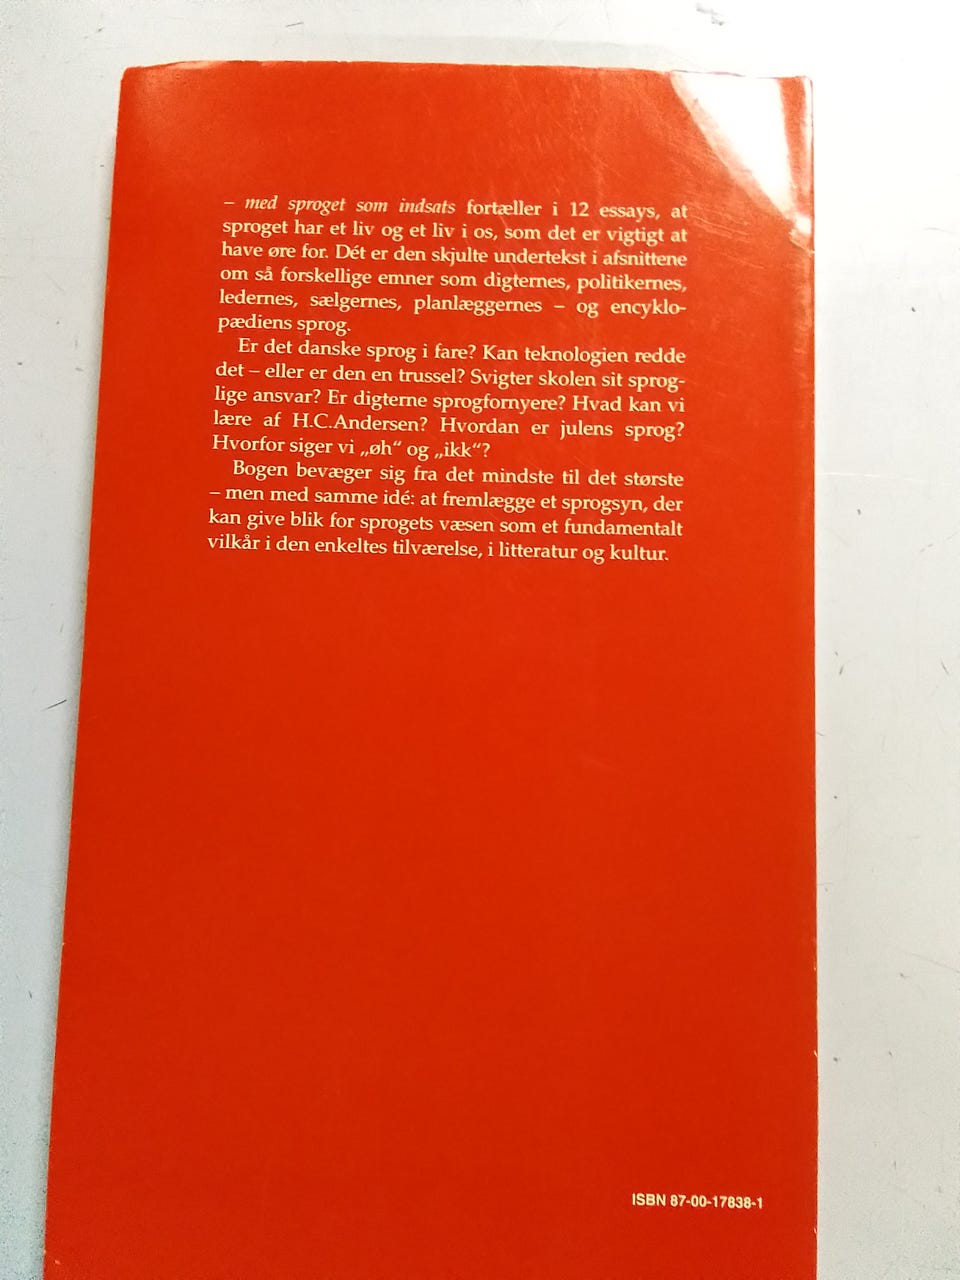 – med sproget som indsats fortæller i 12 essays, at
sproget har et liv og et liv i os, som det er vigtigt at
have øre for. Dét er den skjulte undertekst i afsnittene
om så forskellige emner som digternes, politikernes,
ledernes, sælgernes, planlæggernes – og encyklo-
pædiens sprog.
Er det danske sprog i fare? Kan teknologien redde
det – eller er den en trussel? Svigter skolen sit sprog-
lige ansvar? Er digterne sprogfornyere? Hvad kan vi
lære af H.C.Andersen? Hvordan er julens sprog?
Hvorfor siger vi „øh“ og „ikk“?
Bogen bevæger sig fra det mindste til det største
– men med samme idé: at fremlægge et sprogsyn, der
kan give blik for sprogets væsen som et fundamentalt
vilkår i den enkeltes tilværelse, i litteratur og kultur.
ISBN 87-00-17838-1